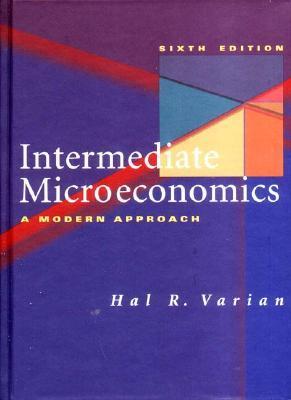 SIXTH EDITION
Intermediate
Microeconomics
A MODERN APPROACH
Hal R. Varian